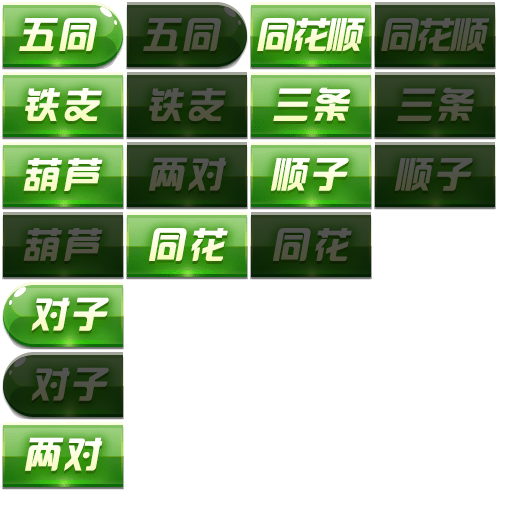 五同 五同 同花顺 同花顺
铁支 铁支 三条 三条
葫芦 两对 顺子 顺子
葫芦 同花 同花
对子
对子
两对